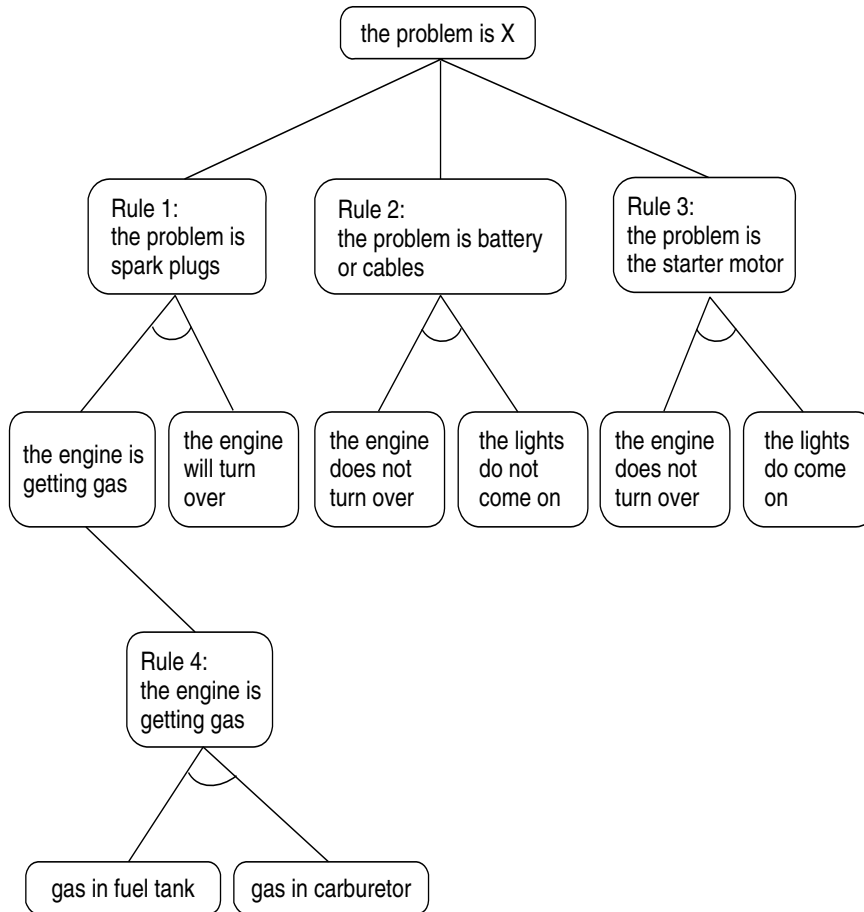 the problem is X
Rule 1:
the problem is
spark plugs
Rule 2:
the problem is battery
or cables
Rule 3:
the problem is
the starter motor
the engine is
getting gas
the engine
will turn
over
the engine
does not
turn over
the lights
do not
come on
the engine
does not
turn over
the lights
do come
on
Rule 4:
the engine is
getting gas
gas in fuel tank
gas in carburetor